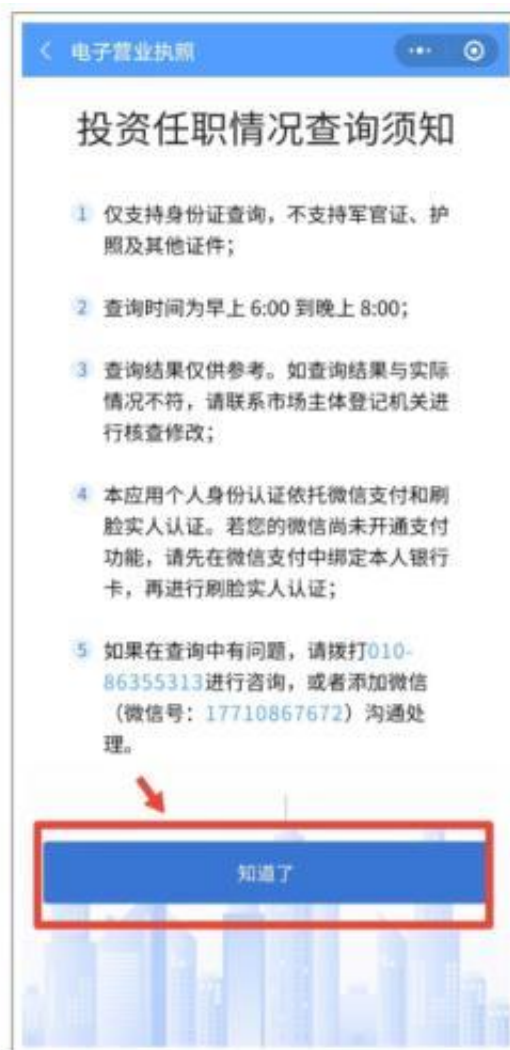 电子营业执照
投资任职情况查询须知
1 仅支持身份证查询，不支持军官证、护
照及其他证件；
2 查询时间为早上 6:00 到晚上 8:00；
3 查询结果仅供参考。如查询结果与实际
情况不符，请联系市场主体登记机关进
行核查修改；
4 本应用个人身份认证依托微信支付和刷
脸实人认证。若您的微信尚未开通支付
功能，请先在微信支付中绑定本人银行
卡，再进行刷脸实人认证；
5 如果在查询中有问题，请拨打010-
86355313进行咨询，或者添加微信
（微信号：17710867672）沟通处
理。
知道了